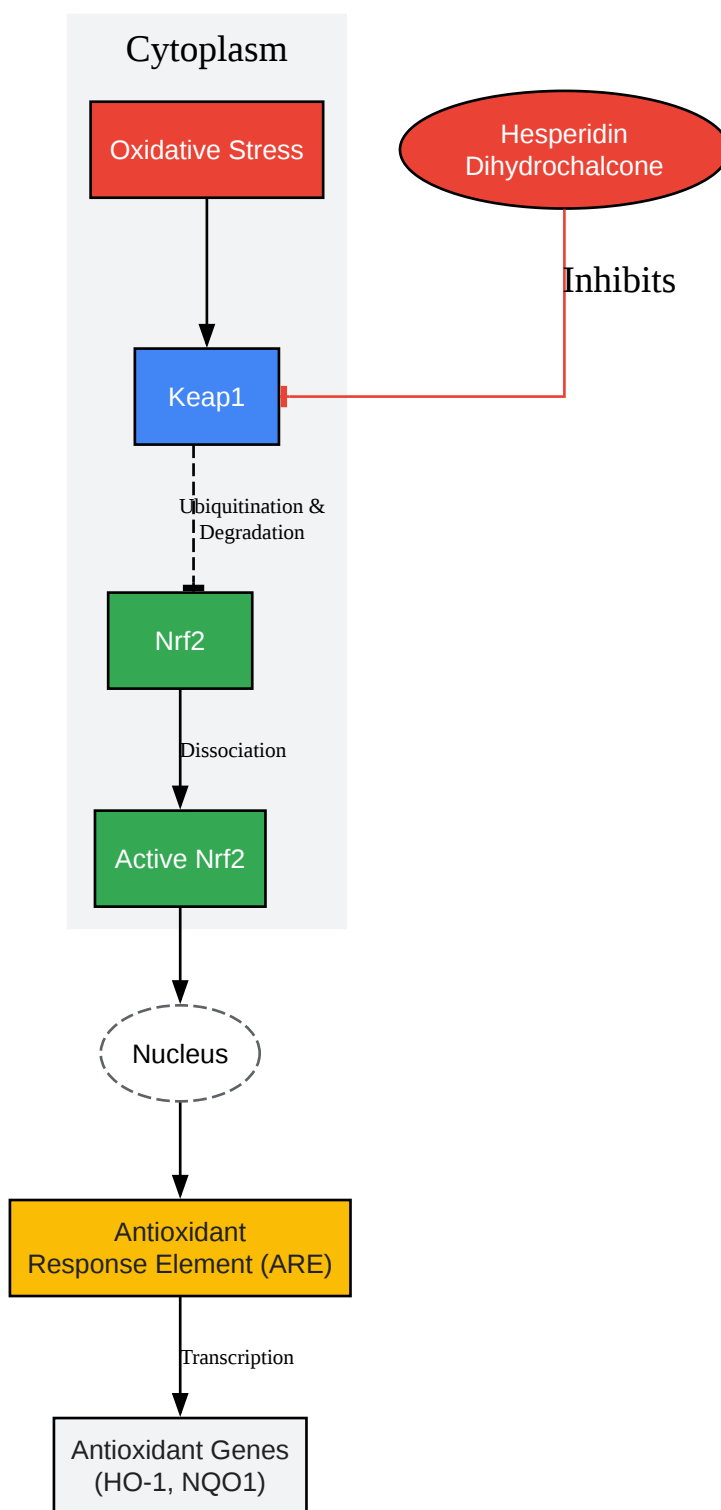 Cytoplasm
Oxidative Stress
Hesperidin
Dihydrochalcone
Inhibits
Keap1
Ubiquitination &
Degradation
Nrf2
Dissociation
Active Nrf2
Nucleus
Antioxidant
Response Element (ARE)
Transcription
Antioxidant Genes
(HO-1, NQO1)